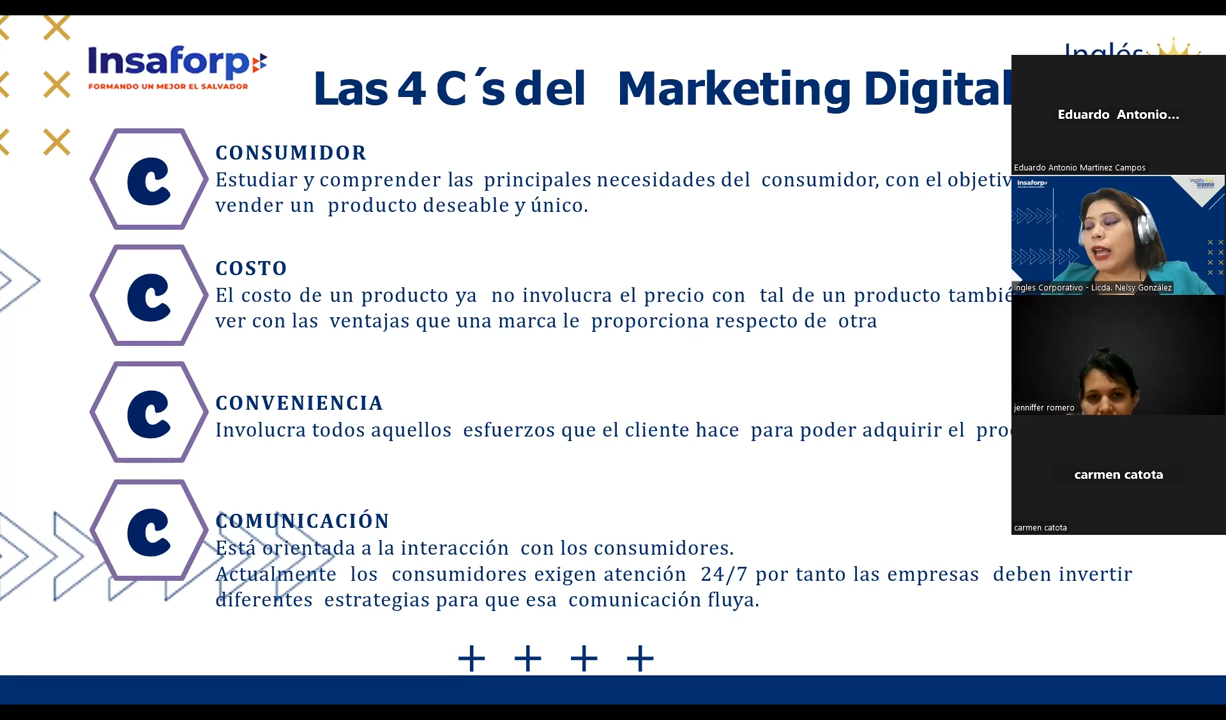 Insaforp
FORMANDO UN MEJOR EL SALVADOR
Inglés
Las 4 C´s del Marketing Digital
C
CONSUMIDOR
Estudiar y comprender las principales necesidades del consumidor, con el
vender un producto deseable y único.
C
COSTO
El costo de un producto ya no involucra el precio con tal de un producto
ver con las ventajas que una marca le proporciona respecto de otra
C
CONVENIENCIA
Involucra todos aquellos esfuerzos que el cliente hace para poder adquirir el
C
COMUNICACIÓN
Está orientada a la interacción con los consumidores.
Actualmente los consumidores exigen atención 24/7 por tanto las empresas deben invertir
diferentes estrategias para que esa comunicación fluya.
Eduardo Antonio...
Eduardo Antonio Martinez Campos
Insaforp
Ingles Corporativo - Licda. Nelsy González
jenniffer romero
carmen catota
carmen catota